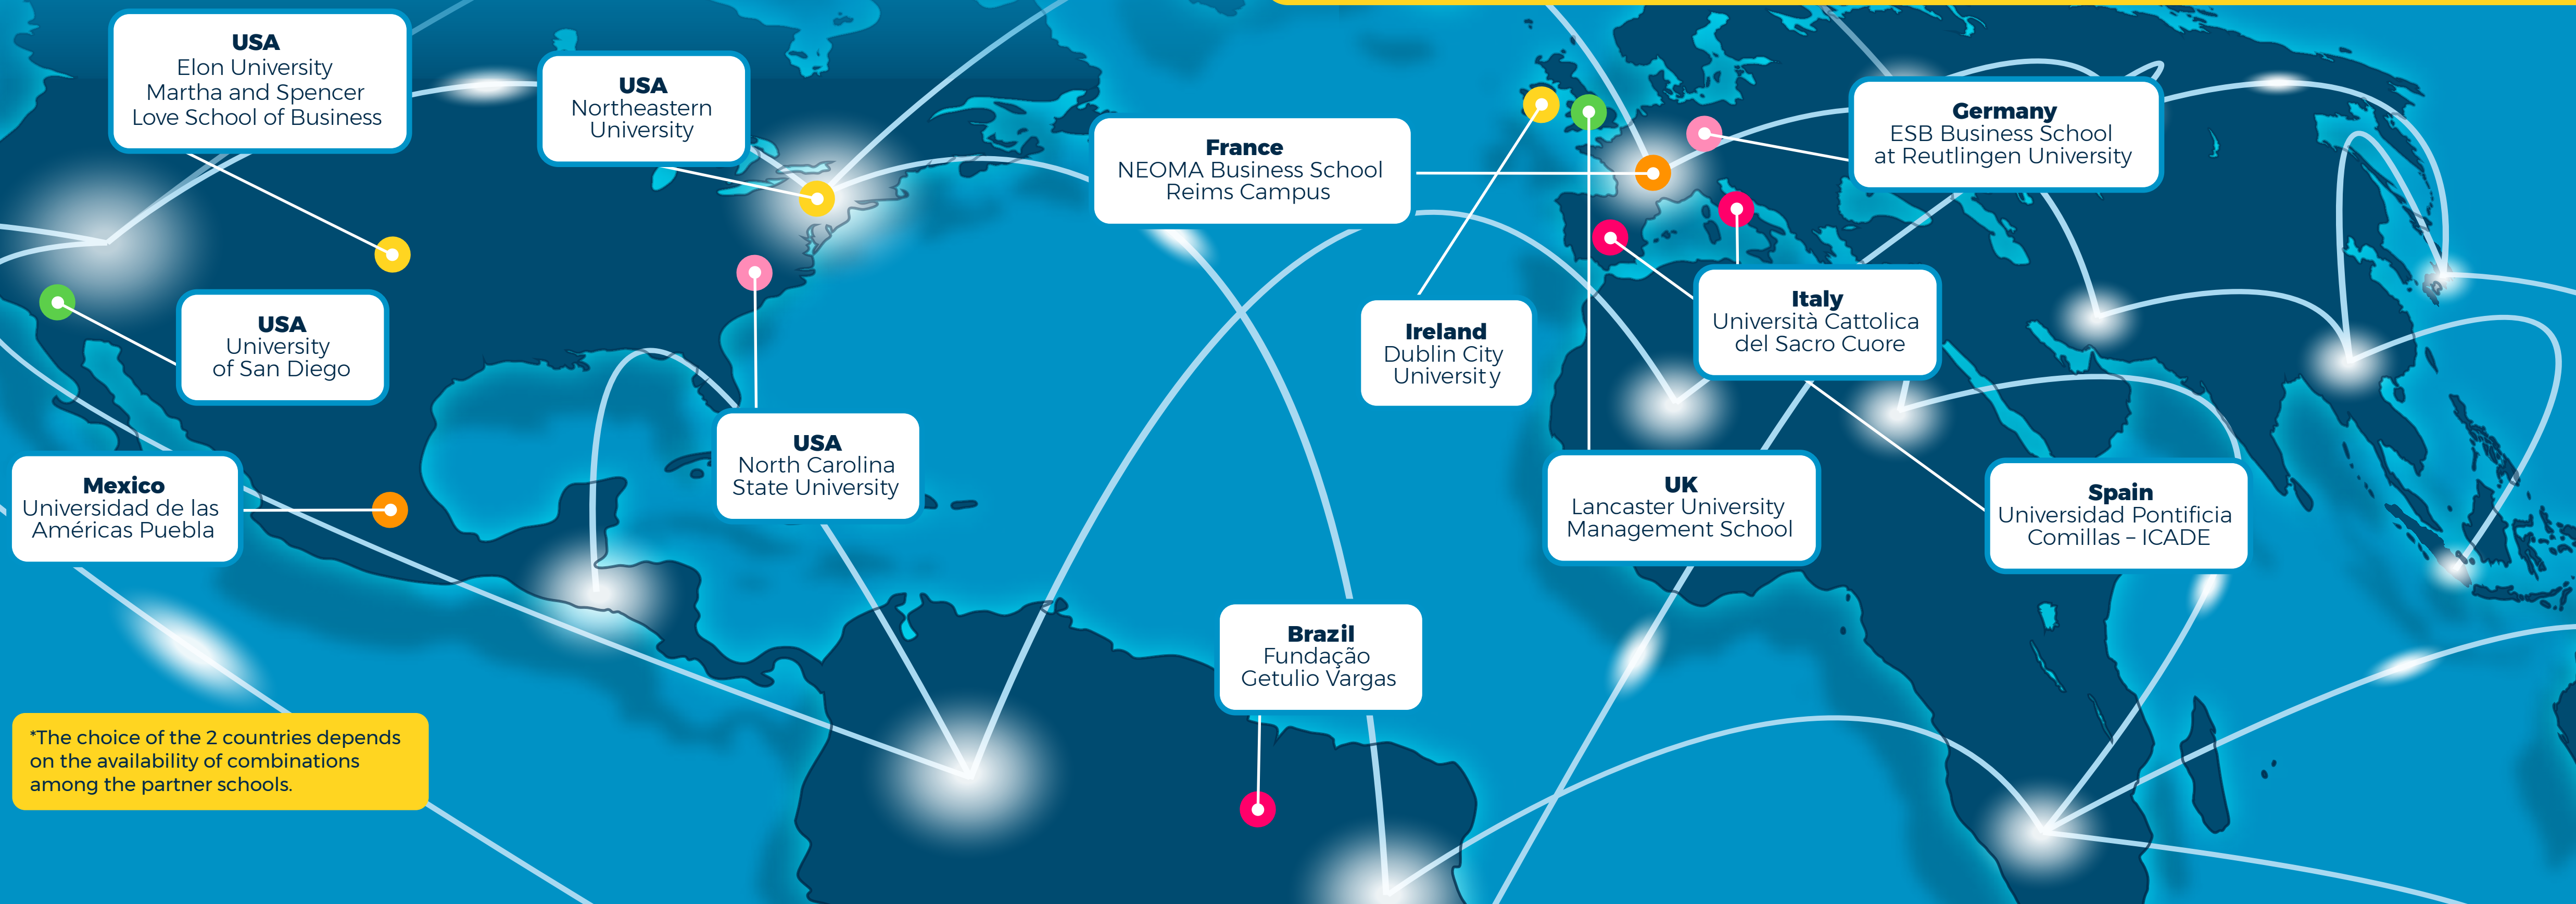 USA
Elon University
Martha and Spencer
Love School of Business
USA
Northeastern
University
France
NEOMA Business School
Reims Campus
Germany
ESB Business School
at Reutlingen University
USA
University
of San Diego
Ireland
Dublin City
University
Italy
Università Cattolica
del Sacro Cuore
Mexico
Universidad de las
Américas Puebla
USA
North Carolina
State University
UK
Lancaster University
Management School
Spain
Universidad Pontificia
Comillas – ICADE
Brazil
Fundação
Getulio Vargas
*The choice of the 2 countries depends
on the availability of combinations
among the partner schools.